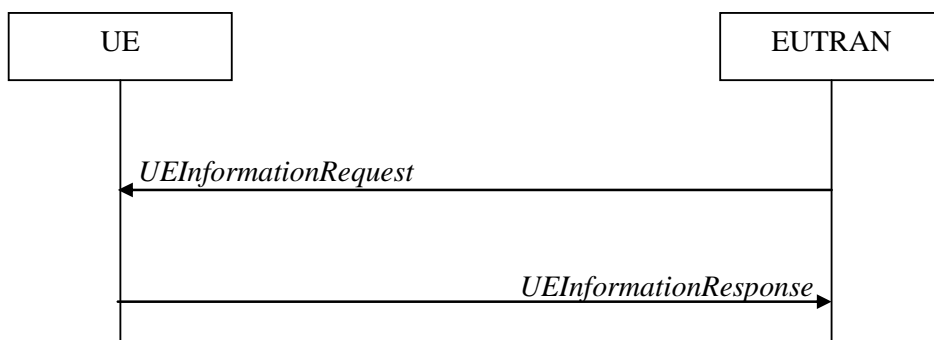 UE
EUTRAN
UEInformationRequest
UEInformationResponse